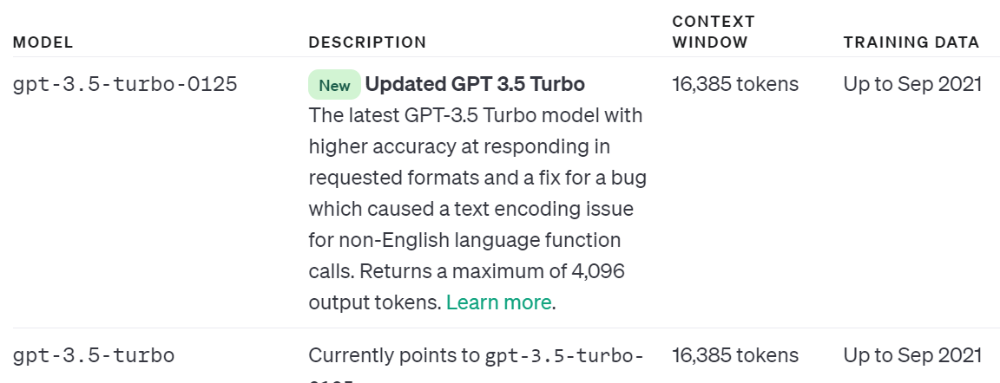 MODEL DESCRIPTION CONTEXT WINDOW TRAINING DATA
gpt-3.5-turbo-0125 New Updated GPT 3.5 Turbo 16,385 tokens Up to Sep 2021
The latest GPT-3.5 Turbo model with
higher accuracy at responding in
requested formats and a fix for a bug
which caused a text encoding issue
for non-English language function
calls. Returns a maximum of 4,096
output tokens. Learn more.
gpt-3.5-turbo Currently points to gpt-3.5-turbo- 16,385 tokens Up to Sep 2021